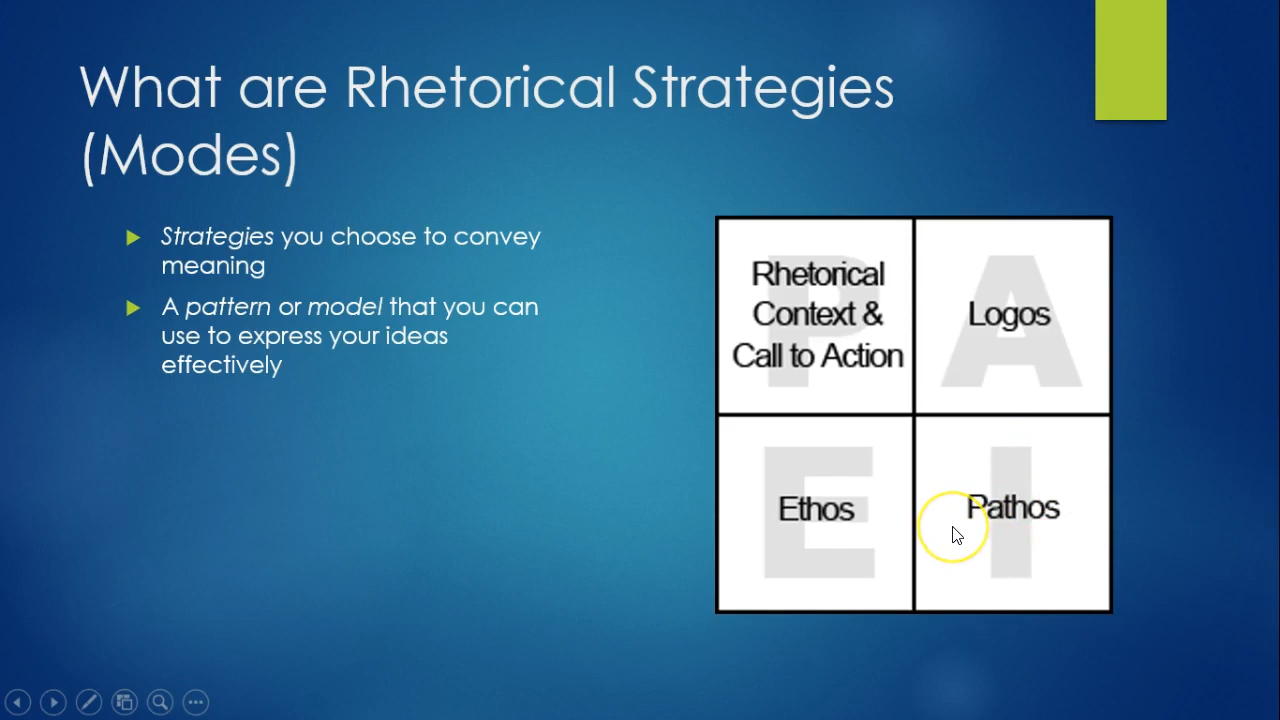 What are Rhetorical Strategies
(Modes)
Strategies you choose to convey
meaning
A pattern or model that you can
use to express your ideas
effectively
P
Rhetorical
Context &
Call to Action
A
Logos
E
Ethos
I
Pathos